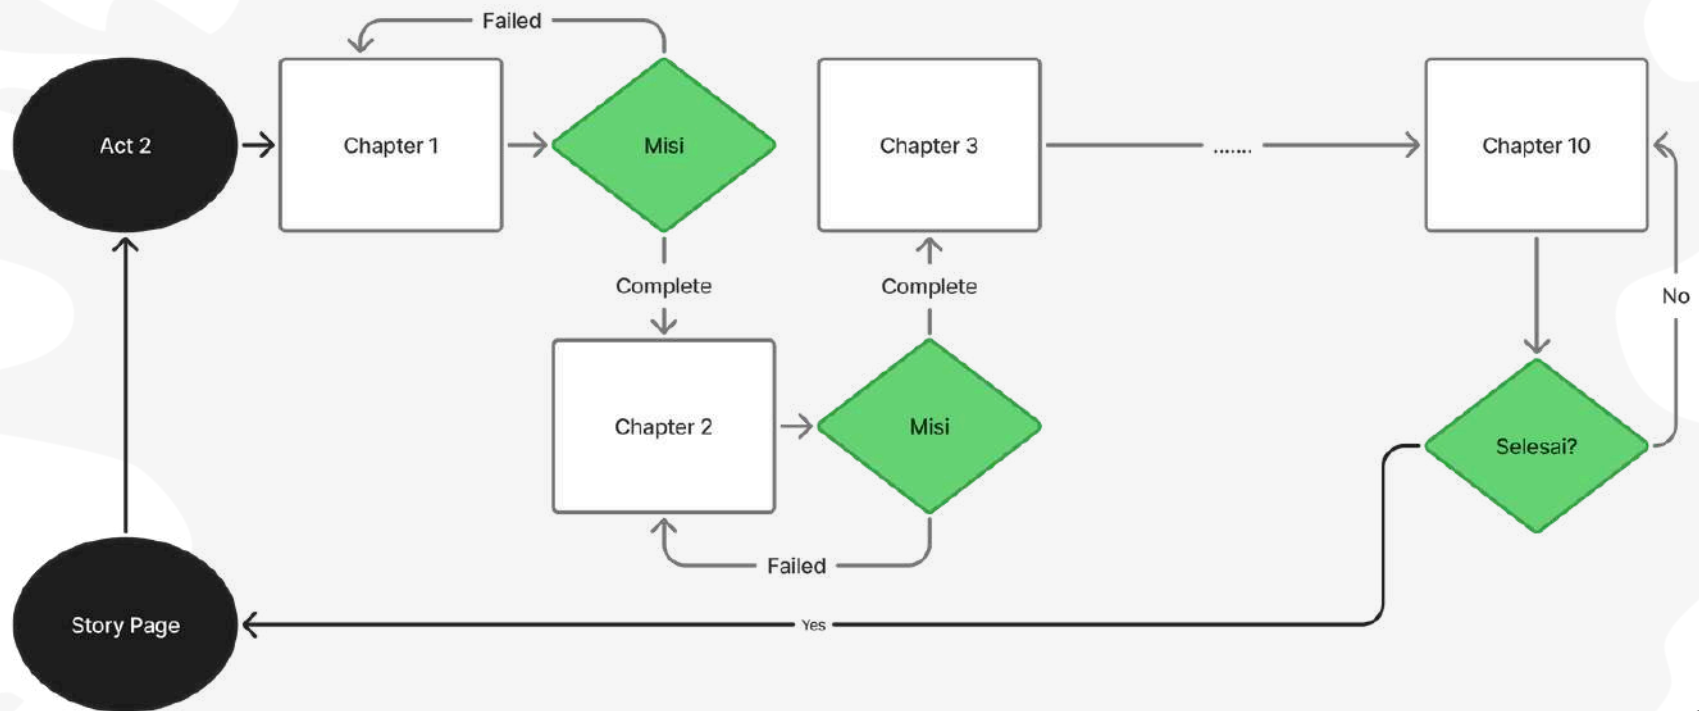 Failed
Act 2
Chapter 1
Misi
Chapter 3
.......
Chapter 10
Complete
Complete
No
Chapter 2
Misi
Selesai?
Failed
Story Page
Yes